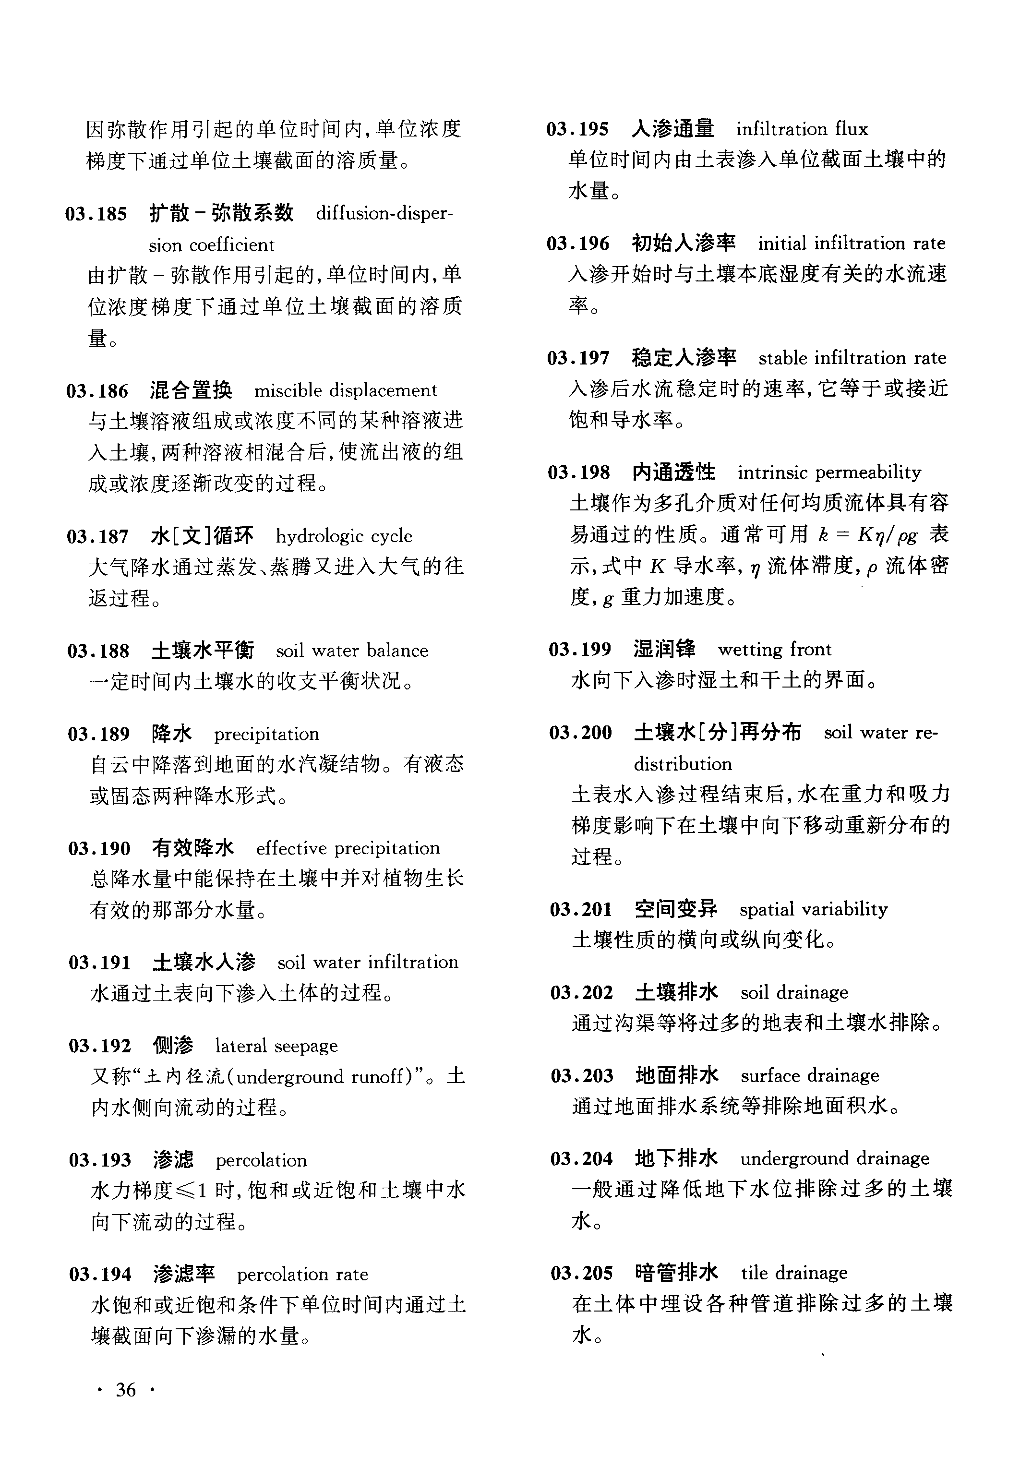 因弥散作用引起的单位时间内,单位浓度
梯度下通过单位土壤截面的溶质量。
03.185 扩散-弥散系数 diffusion-disper-
sion coefficient
由扩散-弥散作用引起的,单位时间内,单
位浓度梯度下通过单位土壤截面的溶质
量。
03.186 混合置换 miscible displacement
与土壤溶液组成或浓度不同的某种溶液进
入土壤,两种溶液相混合后,使流出液的组
成或浓度逐渐改变的过程。
03.187 水[文]循环 hydrologic cycle
大气降水通过蒸发、蒸腾又进入大气的往
返过程。
03.188 土壤水平衡 soil water balance
一定时间内土壤水的收支平衡状况。
03.189 降水 precipitation
自云中降落到地面的水汽凝结物。有液态
或固态两种降水形式。
03.190 有效降水 effective precipitation
总降水量中能保持在土壤中并对植物生长
有效的那部分水量。
03.191 土壤水入渗 soil water infiltration
水通过土表向下渗入土体的过程。
03.192 侧渗 lateral seepage
又称“土内径流(underground runoff)”。土
内水侧向流动的过程。
03.193 渗滤 percolation
水力梯度≤1 时,饱和或近饱和土壤中水
向下流动的过程。
03.194 渗滤率 percolation rate
水饱和或近饱和条件下单位时间内通过土
壤截面向下渗漏的水量。
· 36 ·
03.195 入渗通量 infiltration flux
单位时间内由土表渗入单位截面土壤中的
水量。
03.196 初始入渗率 initial infiltration rate
入渗开始时与土壤本底湿度有关的水流速
率。
03.197 稳定入渗率 stable infiltration rate
入渗后水流稳定时的速率,它等于或接近
饱和导水率。
03.198 内通透性 intrinsic permeability
土壤作为多孔介质对任何均质流体具有容
易通过的性质。通常可用 k = Kη/ρg 表
示,式中 K 导水率, η 流体滞度, ρ 流体密
度, g 重力加速度。
03.199 湿润锋 wetting front
水向下入渗时湿土和干土的界面。
03.200 土壤水[分]再分布 soil water re-
distribution
土表水入渗过程结束后,水在重力和吸力
梯度影响下在土壤中向下移动重新分布的
过程。
03.201 空间变异 spatial variability
土壤性质的横向或纵向变化。
03.202 土壤排水 soil drainage
通过沟渠等将过多的地表和土壤水排除。
03.203 地面排水 surface drainage
通过地面排水系统等排除地面积水。
03.204 地下排水 underground drainage
一般通过降低地下水位排除过多的土壤
水。
03.205 暗管排水 tile drainage
在土体中埋设各种管道排除过多的土壤
水。